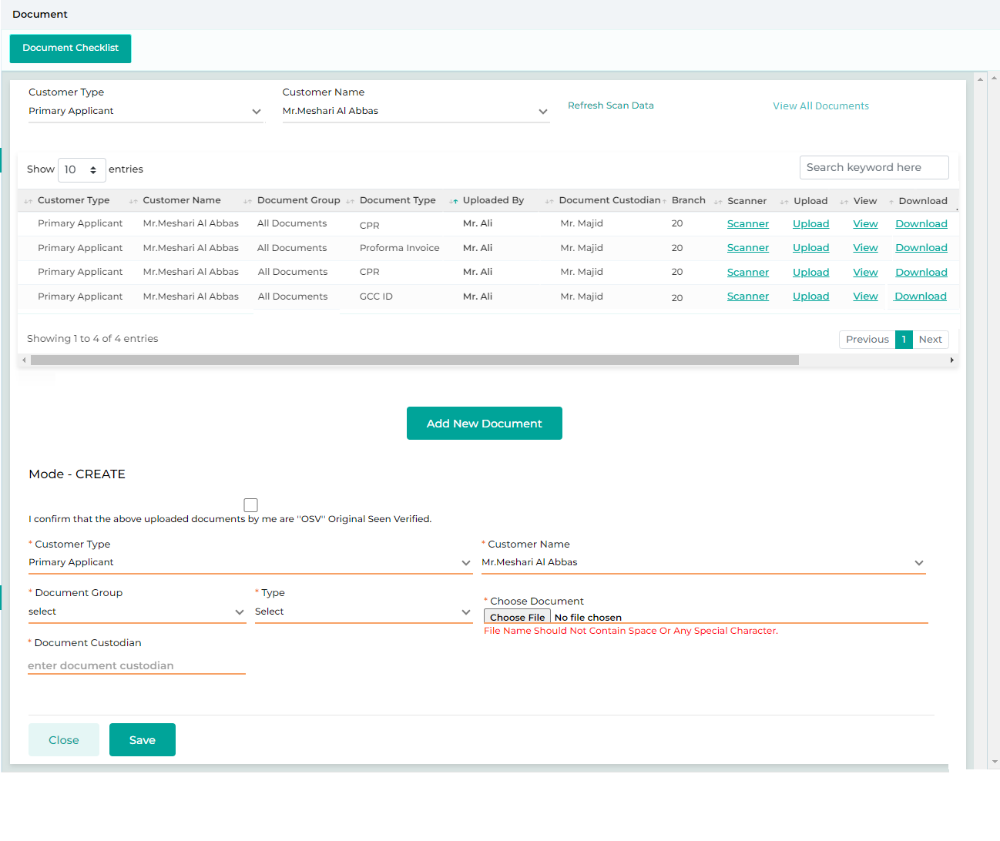 Document
Document Checklist
Customer Type Customer Name
Primary Applicant Mr.Meshari Al Abbas Refresh Scan Data View All Documents
Show 10 entries Search keyword here
Customer Type Customer Name Document Group Document Type Uploaded By Document Custodian Branch Scanner Upload View Download
Primary Applicant Mr.Meshari Al Abbas All Documents CPR Mr. Ali Mr. Majid 20 Scanner Upload View Download
Primary Applicant Mr.Meshari Al Abbas All Documents Proforma Invoice Mr. Ali Mr. Majid 20 Scanner Upload View Download
Primary Applicant Mr.Meshari Al Abbas All Documents CPR Mr. Ali Mr. Majid 20 Scanner Upload View Download
Primary Applicant Mr.Meshari Al Abbas All Documents GCC ID Mr. Ali Mr. Majid 20 Scanner Upload View Download
Showing 1 to 4 of 4 entries Previous 1 Next
Add New Document
Mode - CREATE
I confirm that the above uploaded documents by me are "OSV" Original Seen Verified.
* Customer Type * Customer Name
Primary Applicant Mr.Meshari Al Abbas
* Document Group * Type * Choose Document
select Select Choose File No file chosen
File Name Should Not Contain Space Or Any Special Character.
* Document Custodian
enter document custodian
Close Save